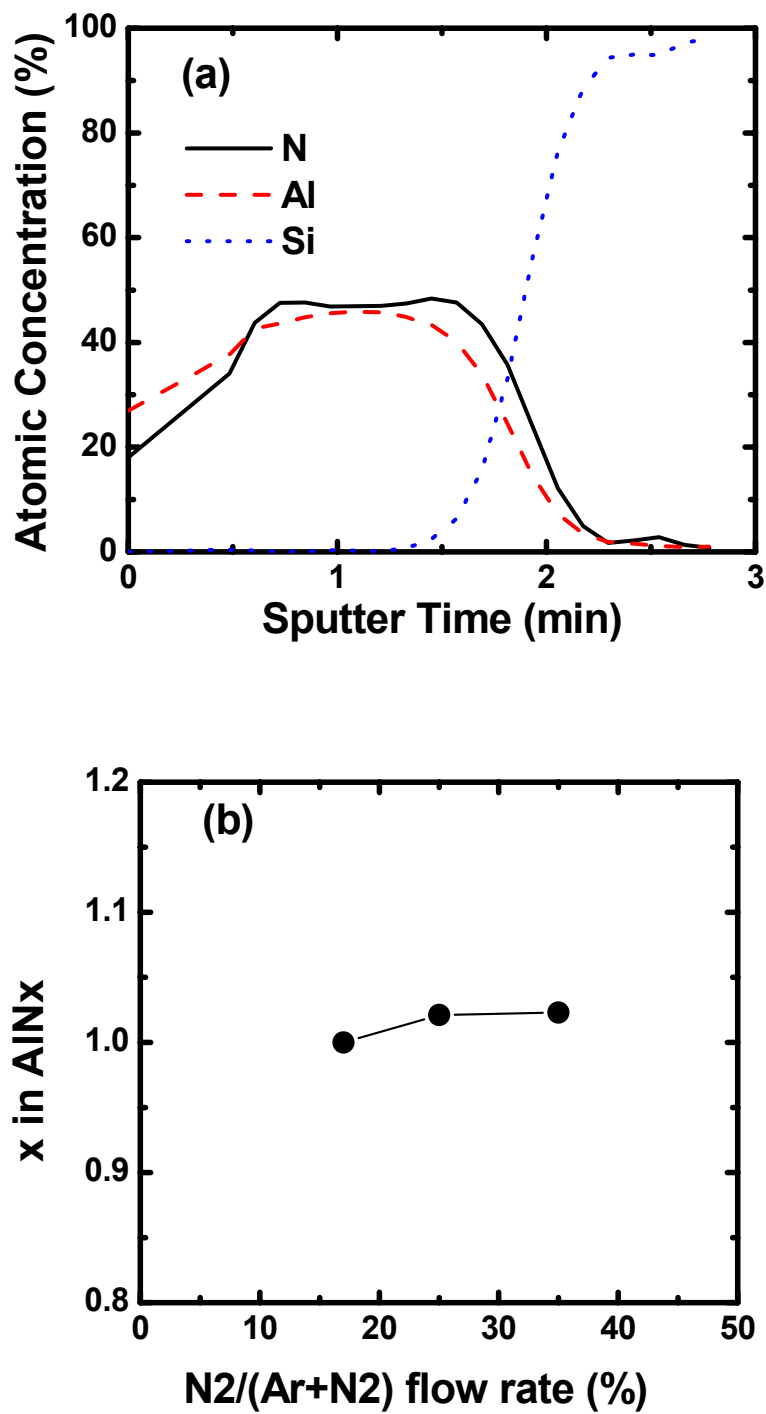 100
80
60
40
20
0
Atomic Concentration (%)
(a)
N
Al
Si
0 1 2 3
Sputter Time (min)
1.2
1.1
1.0
0.9
0.8
x in AlNx
(b)
0 10 20 30 40 50
N2/(Ar+N2) flow rate (%)